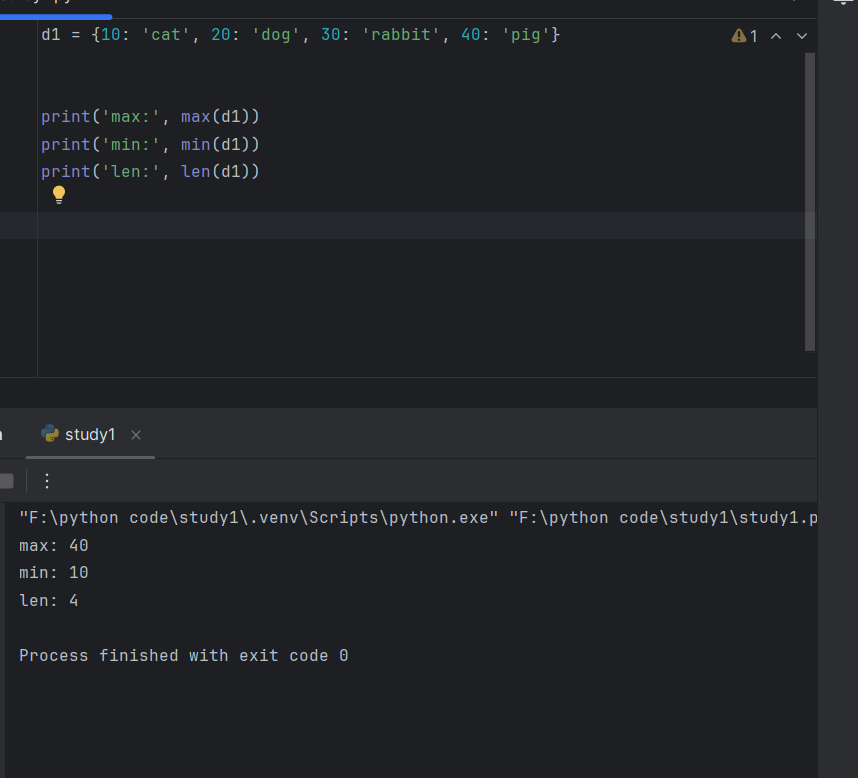 d1 = {10: 'cat', 20: 'dog', 30: 'rabbit', 40: 'pig'}
1
print('max:', max(d1))
print('min:', min(d1))
print('len:', len(d1))
study1
"F:\python code\study1\.venv\Scripts\python.exe" "F:\python code\study1\study1.p
max: 40
min: 10
len: 4
Process finished with exit code 0